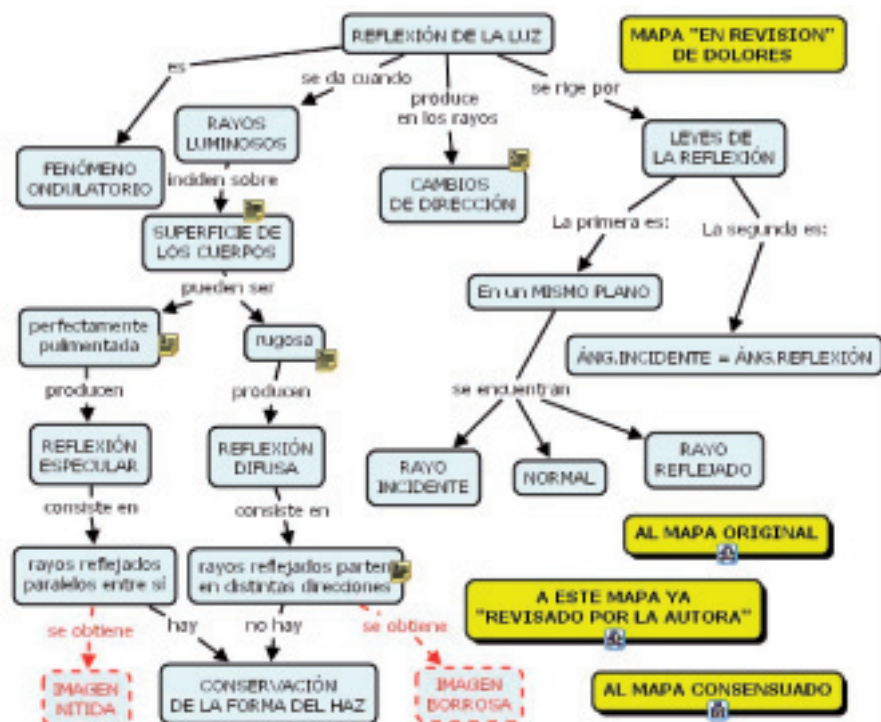 REFLEXIÓN DE LA LUZ
MAPA "EN REVISION"
DE DOLORES
es
se da cuando
produce
en los rayos
se rige por
RAYOS
LUMINOSOS
LEYES DE
LA REFLEXIÓN
FENÓMENO
ONDULATORIO
inciden sobre
CAMBIOS
DE DIRECCIÓN
SUPERFICIE DE
LOS CUERPOS
La primera es:
La segunda es:
pueden ser
En un MISMO PLANO
perfectamente
pulimentada
rugosa
ÁNG.INCIDENTE = ÁNG.REFLEXIÓN
producen
producen
se encuentran
REFLEXIÓN
ESPECULAR
REFLEXIÓN
DIFUSA
RAYO
INCIDENTE
NORMAL
RAYO
REFLEJADO
consiste en
consiste en
AL MAPA ORIGINAL
rayos reflejados
paralelos entre sí
rayos reflejados parten
en distintas direcciones
A ESTE MAPA YA
"REVISADO POR LA AUTORA"
se obtiene
hay
no hay
se obtiene
IMAGEN
NITIDA
CONSERVACIÓN
DE LA FORMA DEL HAZ
IMAGEN
BORROSA
AL MAPA CONSENSUADO